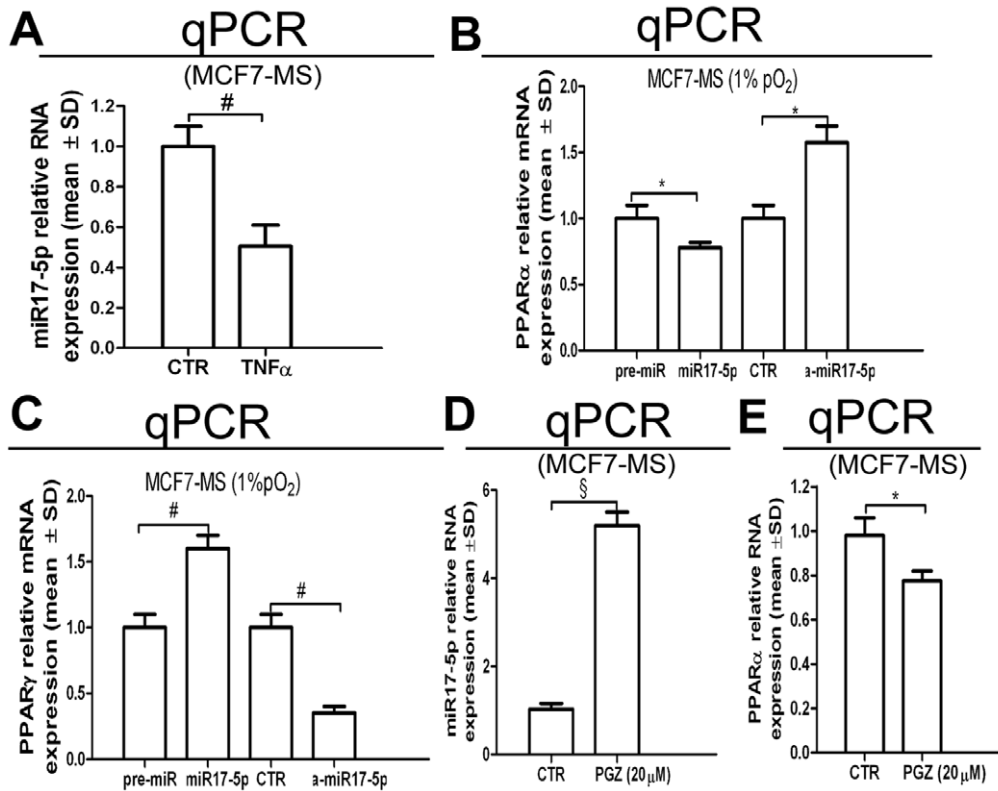 A
qPCR
(MCF7-MS)
miR17-5p relative RNA
expression (mean ± SD)
1.2
1.0
0.8
0.6
0.4
0.2
0.0
#
CTR
TNFα
B
qPCR
MCF7-MS (1% pO2)
PPARα relative mRNA
expression (mean ± SD)
2.0
1.5
1.0
0.5
0.0
*
*
pre-miR
miR17-5p
CTR
a-miR17-5p
C
qPCR
MCF7-MS (1%pO2)
PPARγ relative mRNA
expression (mean ± SD)
2.0
1.5
1.0
0.5
0.0
#
#
pre-miR
miR17-5p
CTR
a-miR17-5p
D
qPCR
(MCF7-MS)
miR17-5p relative RNA
expression (mean ±SD)
6
4
2
0
§
CTR
PGZ (20μM)
E
qPCR
(MCF7-MS)
PPARα relative RNA
expression (mean ±SD)
1.2
1.0
0.8
0.6
0.4
0.2
0.0
*
CTR
PGZ (20μM)